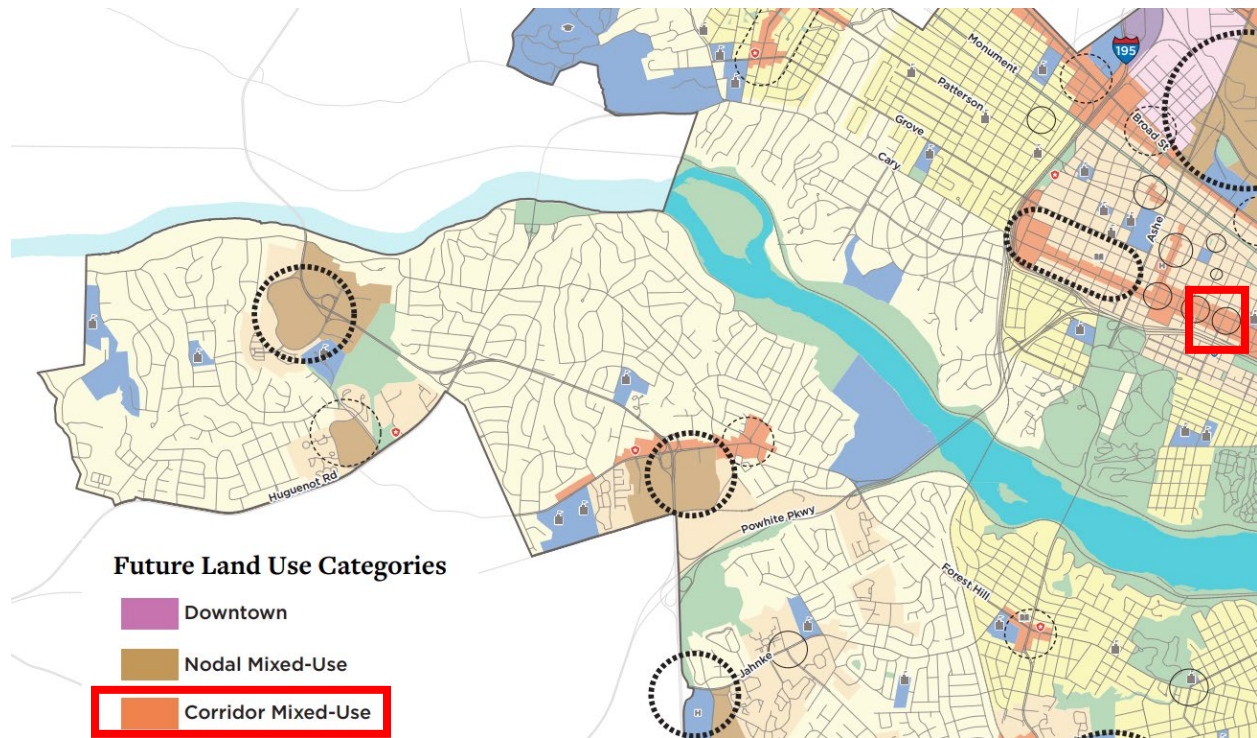 Monument
195
Patterson
Broad St
Grove
Cary
Ashe
H
Huguenot Rd
Powhite Pkwy
Forest Hill
Jahnke
H
Future Land Use Categories
Downtown
Nodal Mixed-Use
Corridor Mixed-Use